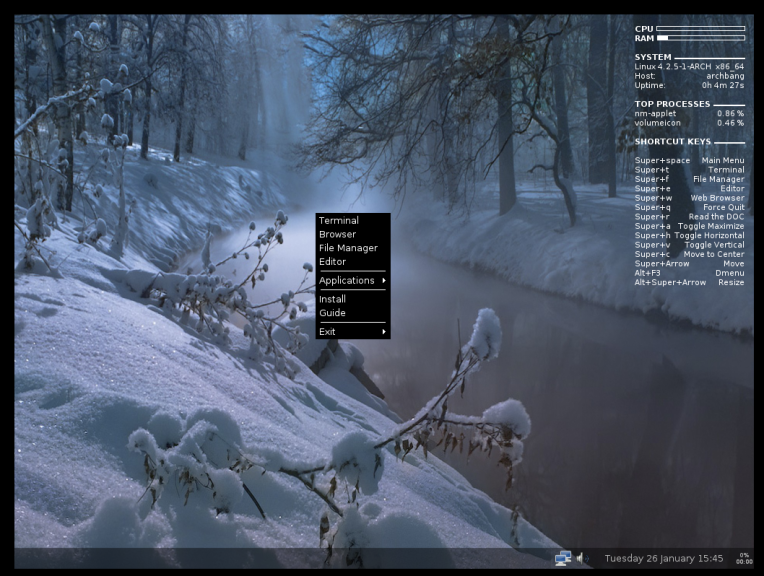 CPU
RAM
SYSTEM
Linux 4.2.5-1-ARCH x86_64
Host: archbang
Uptime: 0h 4m 27s
TOP PROCESSES
nm-applet 0.86 %
volumeicon 0.46 %
SHORTCUT KEYS
Super+space Main Menu
Super+t Terminal
Super+f File Manager
Super+e Editor
Super+w Web Browser
Super+q Force Quit
Super+r Read the DOC
Super+a Toggle Maximize
Super+h Toggle Horizontal
Super+v Toggle Vertical
Super+c Move to Center
Super+Arrow Move
Alt+F3 Dmenu
Alt+Super+Arrow Resize
Terminal
Browser
File Manager
Editor
Applications
Install
Guide
Exit
Tuesday 26 January 15:45
0%
00:00